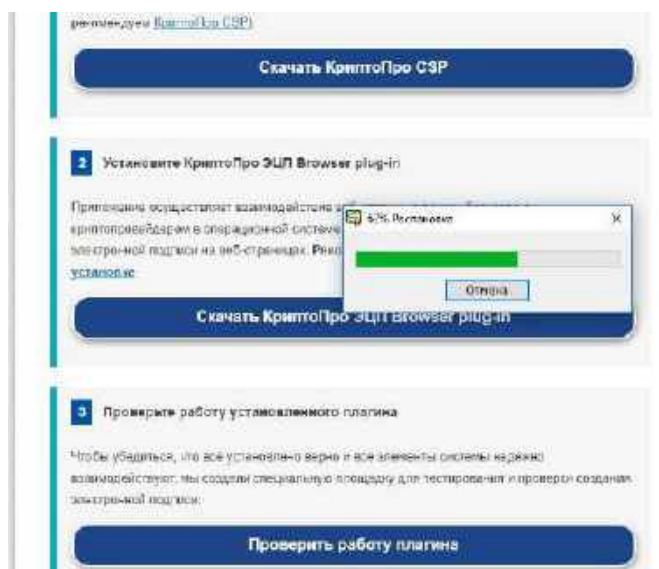 рекомендуем КриптоПро CSP)
Скачать КриптоПро CSP
2 Установите КриптоПро ЭЦП Browser plug-in
Приложение осуществляет взаимодействие
криптопровайдером в операционной системе
электронной подписи на веб-страницах.
установке
62% Распаковка
Отмена
Скачать КриптоПро ЭЦП Browser plug-in
3 Проверьте работу установленного плагина
Чтобы убедиться, что всё установлено верно и все элементы системы надежно
взаимодействуют, мы создали специальную площадку для тестирования и проверки создания
электронной подписи:
Проверить работу плагина